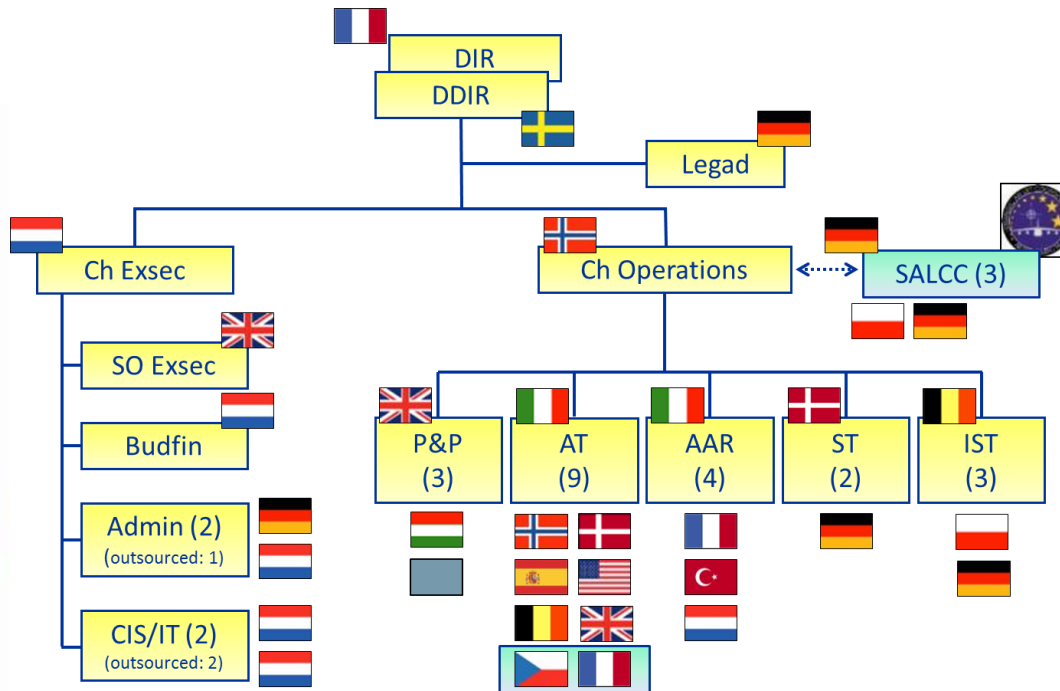 DIR
DDIR
Legad
Ch Exsec
Ch Operations
SALCC (3)
SO Exsec
Budfin
Admin (2)
(outsourced: 1)
CIS/IT (2)
(outsourced: 2)
P&P
(3)
AT
(9)
AAR
(4)
ST
(2)
IST
(3)